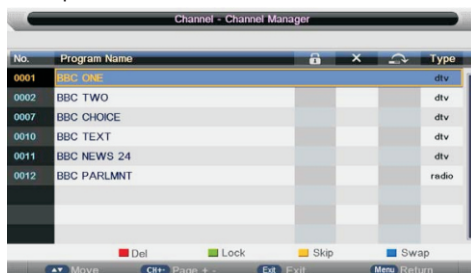 Channel - Channel Manager
No. Program Name Type
0001 BBC ONE dtv
0002 BBC TWO dtv
0007 BBC CHOICE dtv
0010 BBC TEXT dtv
0011 BBC NEWS 24 dtv
0012 BBC PARLMNT radio
Del Lock Skip Swap
Move CH+- Page + - Exit Exit Menu Return